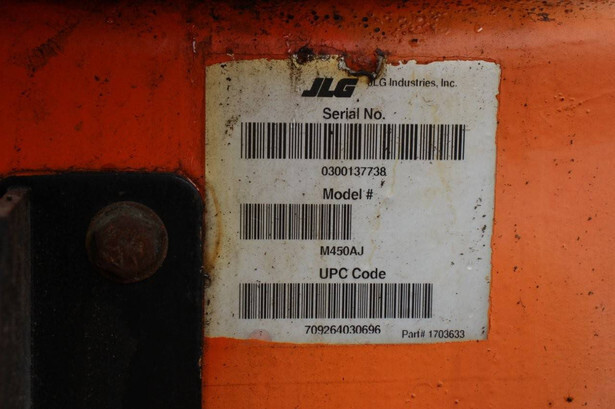 JLG JLG Industries, Inc.
Serial No.
0300137738
Model #
M450AJ
UPC Code
709264030696 Part# 1703633